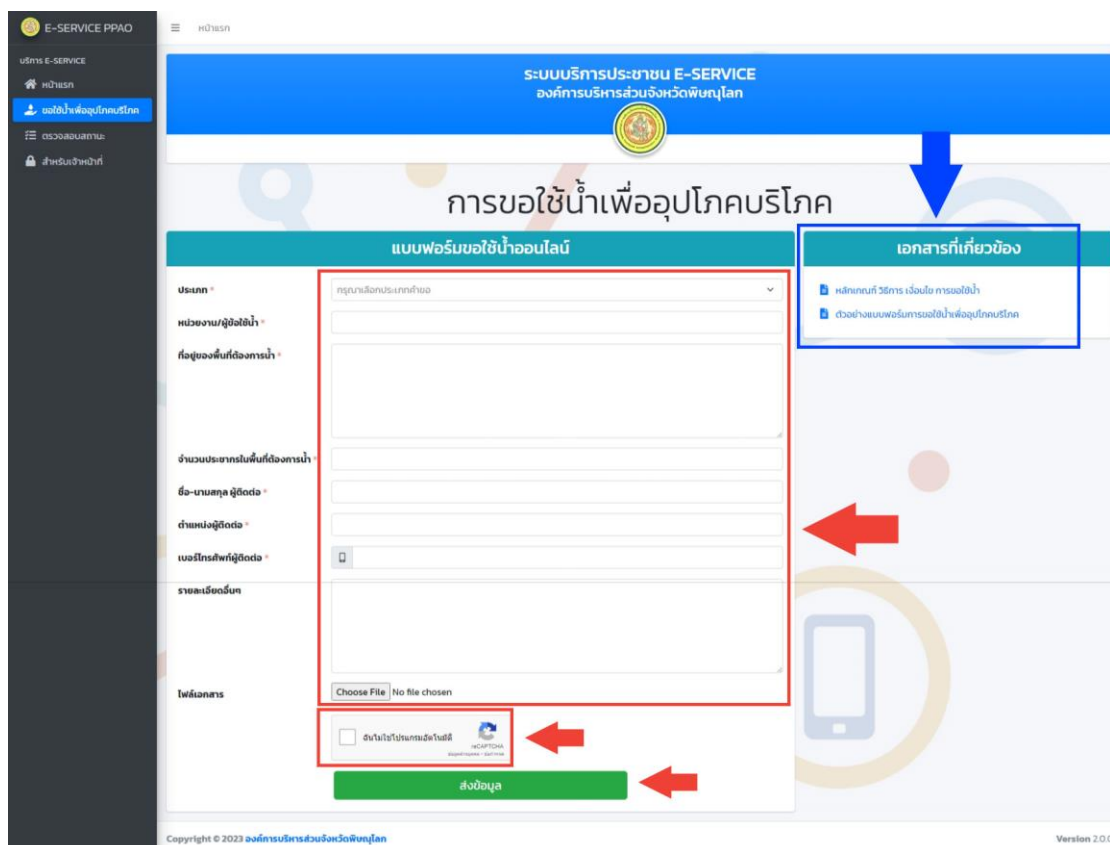 E-SERVICE PPAO
หน้าแรก
บริการ E-SERVICE
หน้าแรก
ขอใช้น้ำเพื่ออุปโภคบริโภค
ตรวจสอบสถานะ
สำหรับเจ้าหน้าที่
ระบบบริการประชาชน E-SERVICE
องค์การบริหารส่วนจังหวัดพิษณุโลก
การขอใช้น้ำเพื่ออุปโภคบริโภค
แบบฟอร์มขอใช้น้ำออนไลน์
ประเภท *
กรุณาเลือกประเภทคำขอ
หน่วยงาน/ผู้ขอใช้น้ำ *
ที่อยู่ของพื้นที่ต้องการน้ำ *
จำนวนประชากรในพื้นที่ต้องการน้ำ *
ชื่อ-นามสกุล ผู้ติดต่อ *
ตำแหน่งผู้ติดต่อ *
เบอร์โทรศัพท์ผู้ติดต่อ *
รายละเอียดอื่นๆ
ไฟล์เอกสาร
Choose File No file chosen
ฉันไม่ใช่โปรแกรมอัตโนมัติ
reCAPTCHA
ส่งข้อมูล
เอกสารที่เกี่ยวข้อง
หลักเกณฑ์ วิธีการ เงื่อนไข การขอใช้น้ำ
ตัวอย่างแบบฟอร์มการขอใช้น้ำเพื่ออุปโภคบริโภค
Copyright © 2023 องค์การบริหารส่วนจังหวัดพิษณุโลก
Version 2.0.0